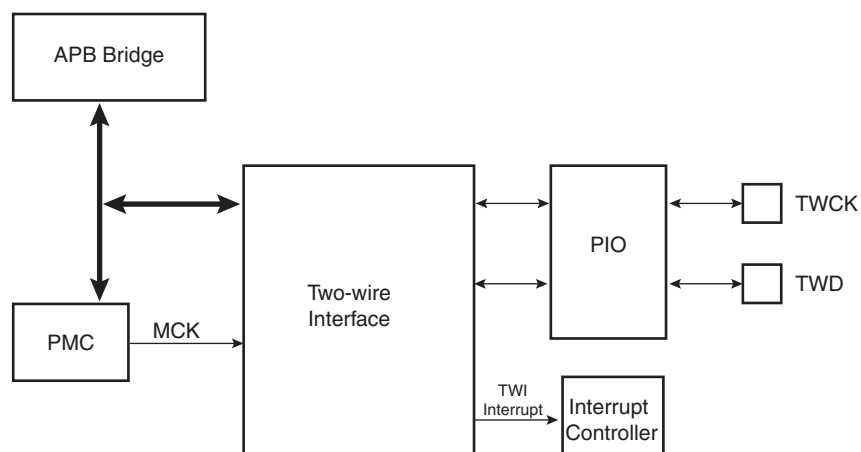 APB Bridge
TWCK
PIO
TWD
Two-wire
Interface
PMC
MCK
TWI
Interrupt
Interrupt
Controller